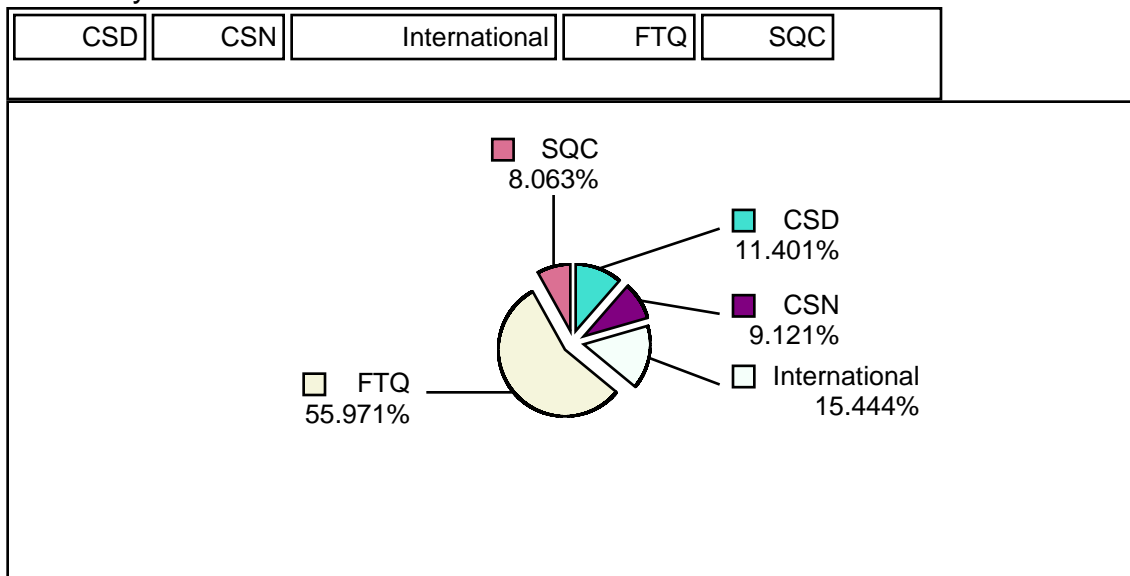 CSD CSN International FTQ SQC
SQC
8.063%
CSD
11.401%
CSN
9.121%
International
15.444%
FTQ
55.971%